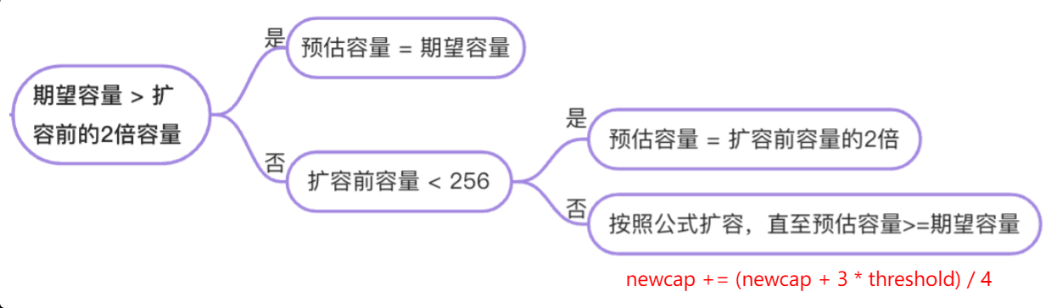 期望容量 > 扩
容前的2倍容量
是
预估容量 = 期望容量
否
扩容前容量 < 256
是
预估容量 = 扩容前容量的2倍
否
按照公式扩容，直至预估容量>=期望容量
newcap += (newcap + 3 * threshold) / 4